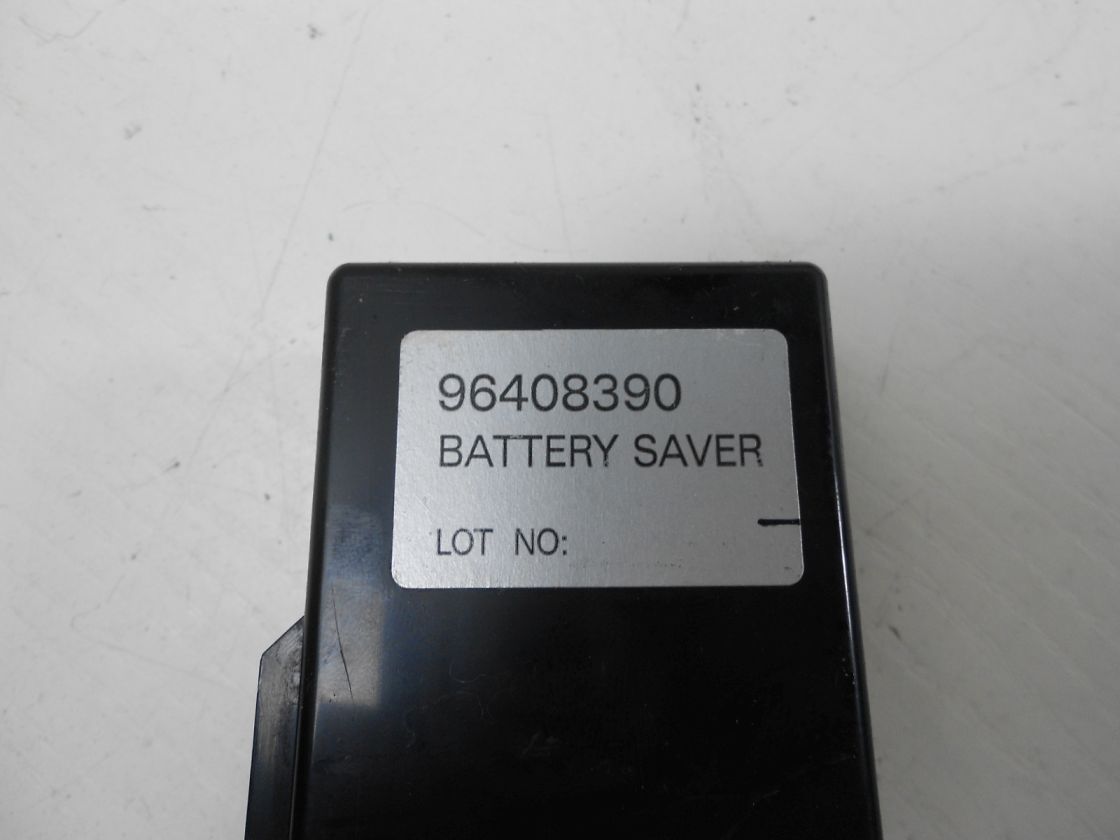 96408390
BATTERY SAVER
LOT NO: